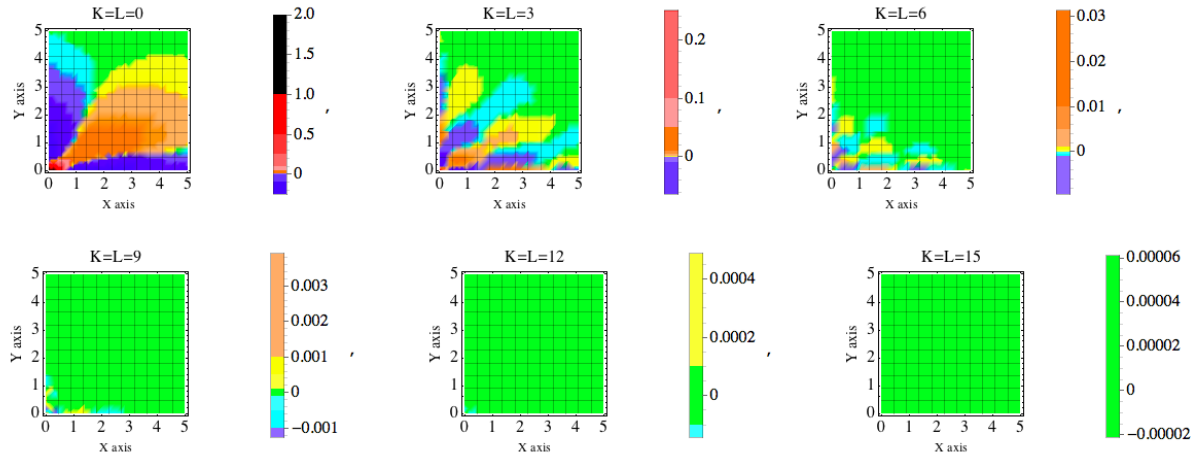 K=L=0
5
4
3
2
1
0
Y axis
0 1 2 3 4 5
X axis
2.0
1.5
1.0
0.5
0
,
K=L=3
5
4
3
2
1
0
Y axis
0 1 2 3 4 5
X axis
0.2
0.1
0
,
K=L=6
5
4
3
2
1
0
Y axis
0 1 2 3 4 5
X axis
0.03
0.02
0.01
0
,
K=L=9
5
4
3
2
1
0
Y axis
0 1 2 3 4 5
X axis
0.003
0.002
0.001
0
−0.001
,
K=L=12
5
4
3
2
1
0
Y axis
0 1 2 3 4 5
X axis
0.0004
0.0002
0
,
K=L=15
5
4
3
2
1
0
Y axis
0 1 2 3 4 5
X axis
0.00006
0.00004
0.00002
0
−0.00002